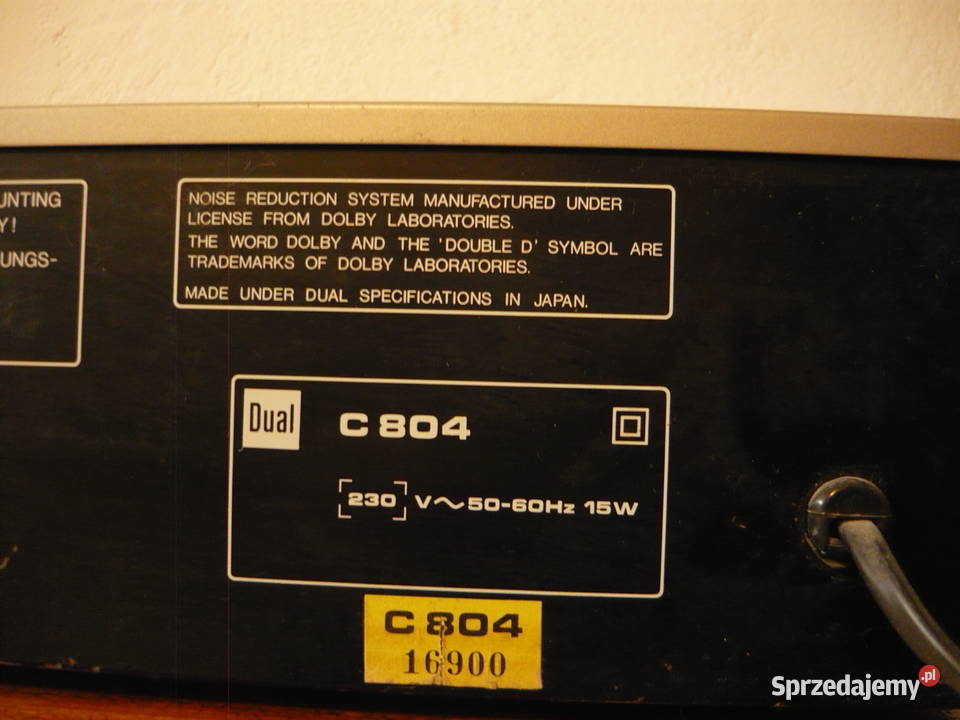 UNTING
Y!
UNGS-
NOISE REDUCTION SYSTEM MANUFACTURED UNDER
LICENSE FROM DOLBY LABORATORIES.
THE WORD DOLBY AND THE 'DOUBLE D' SYMBOL ARE
TRADEMARKS OF DOLBY LABORATORIES.
MADE UNDER DUAL SPECIFICATIONS IN JAPAN.
Dual C 804
230 V~50-60Hz 15W
C 804
16900
Sprzedajemy.pl